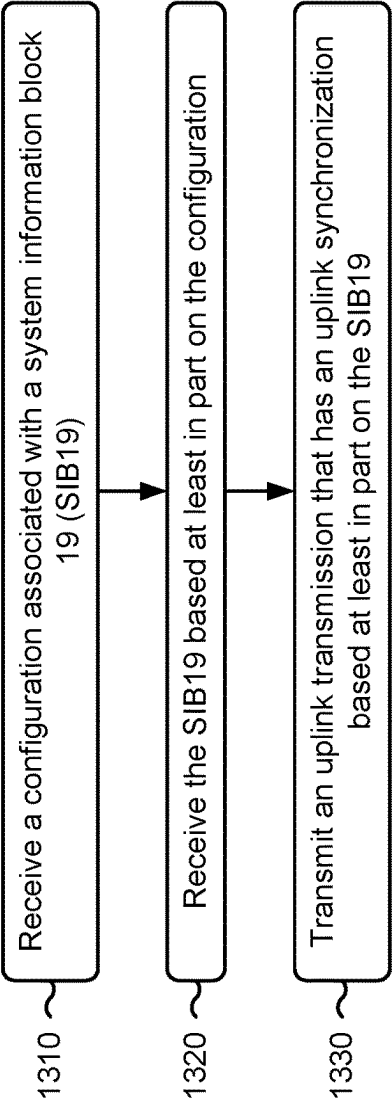 1310
Receive a configuration associated with a system information block
19 (SIB19)
1320
Receive the SIB19 based at least in part on the configuration
1330
Transmit an uplink transmission that has an uplink synchronization
based at least in part on the SIB19